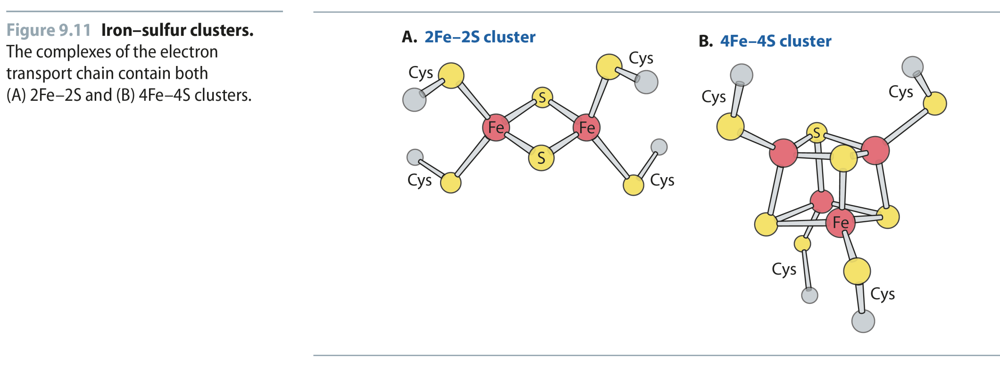 Figure 9.11 Iron–sulfur clusters.
The complexes of the electron
transport chain contain both
(A) 2Fe–2S and (B) 4Fe–4S clusters.
A. 2Fe–2S cluster
Cys
Cys
S
Fe
Fe
S
Cys
Cys
B. 4Fe–4S cluster
Cys
Cys
S
Fe
Cys
Cys